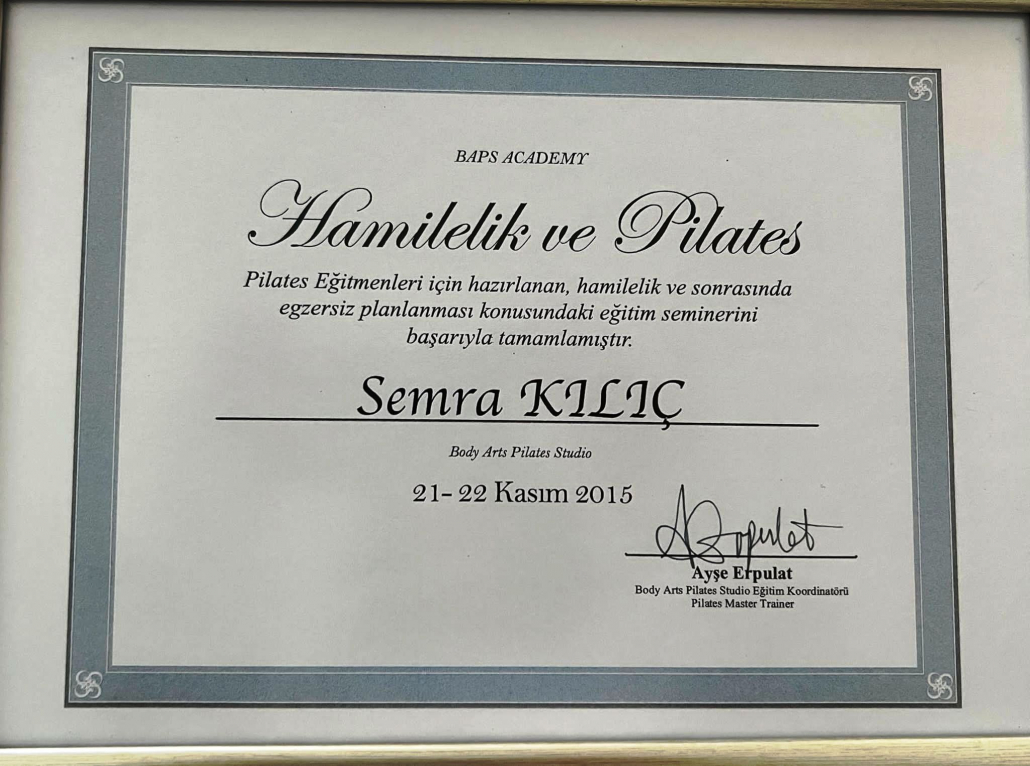 BAPS ACADEMY
Hamilelik ve Pilates
Pilates Eğitmenleri için hazırlanan, hamilelik ve sonrasında
egzersiz planlanması konusundaki eğitim seminerini
başarıyla tamamlamıştır.
Semra KILIÇ
Body Arts Pilates Studio
21- 22 Kasım 2015
Ayşe Erpulat
Body Arts Pilates Studio Eğitim Koordinatörü
Pilates Master Trainer